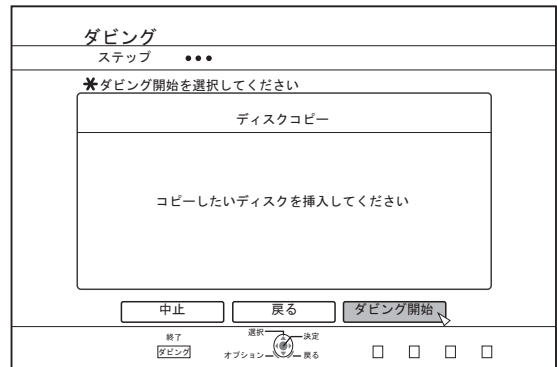 ダビング
ステップ
✱ダビング開始を選択してください
ディスクコピー
コピーしたいディスクを挿入してください
中止 戻る ダビング開始
終了 選択 決定
ダビング オプション 戻る